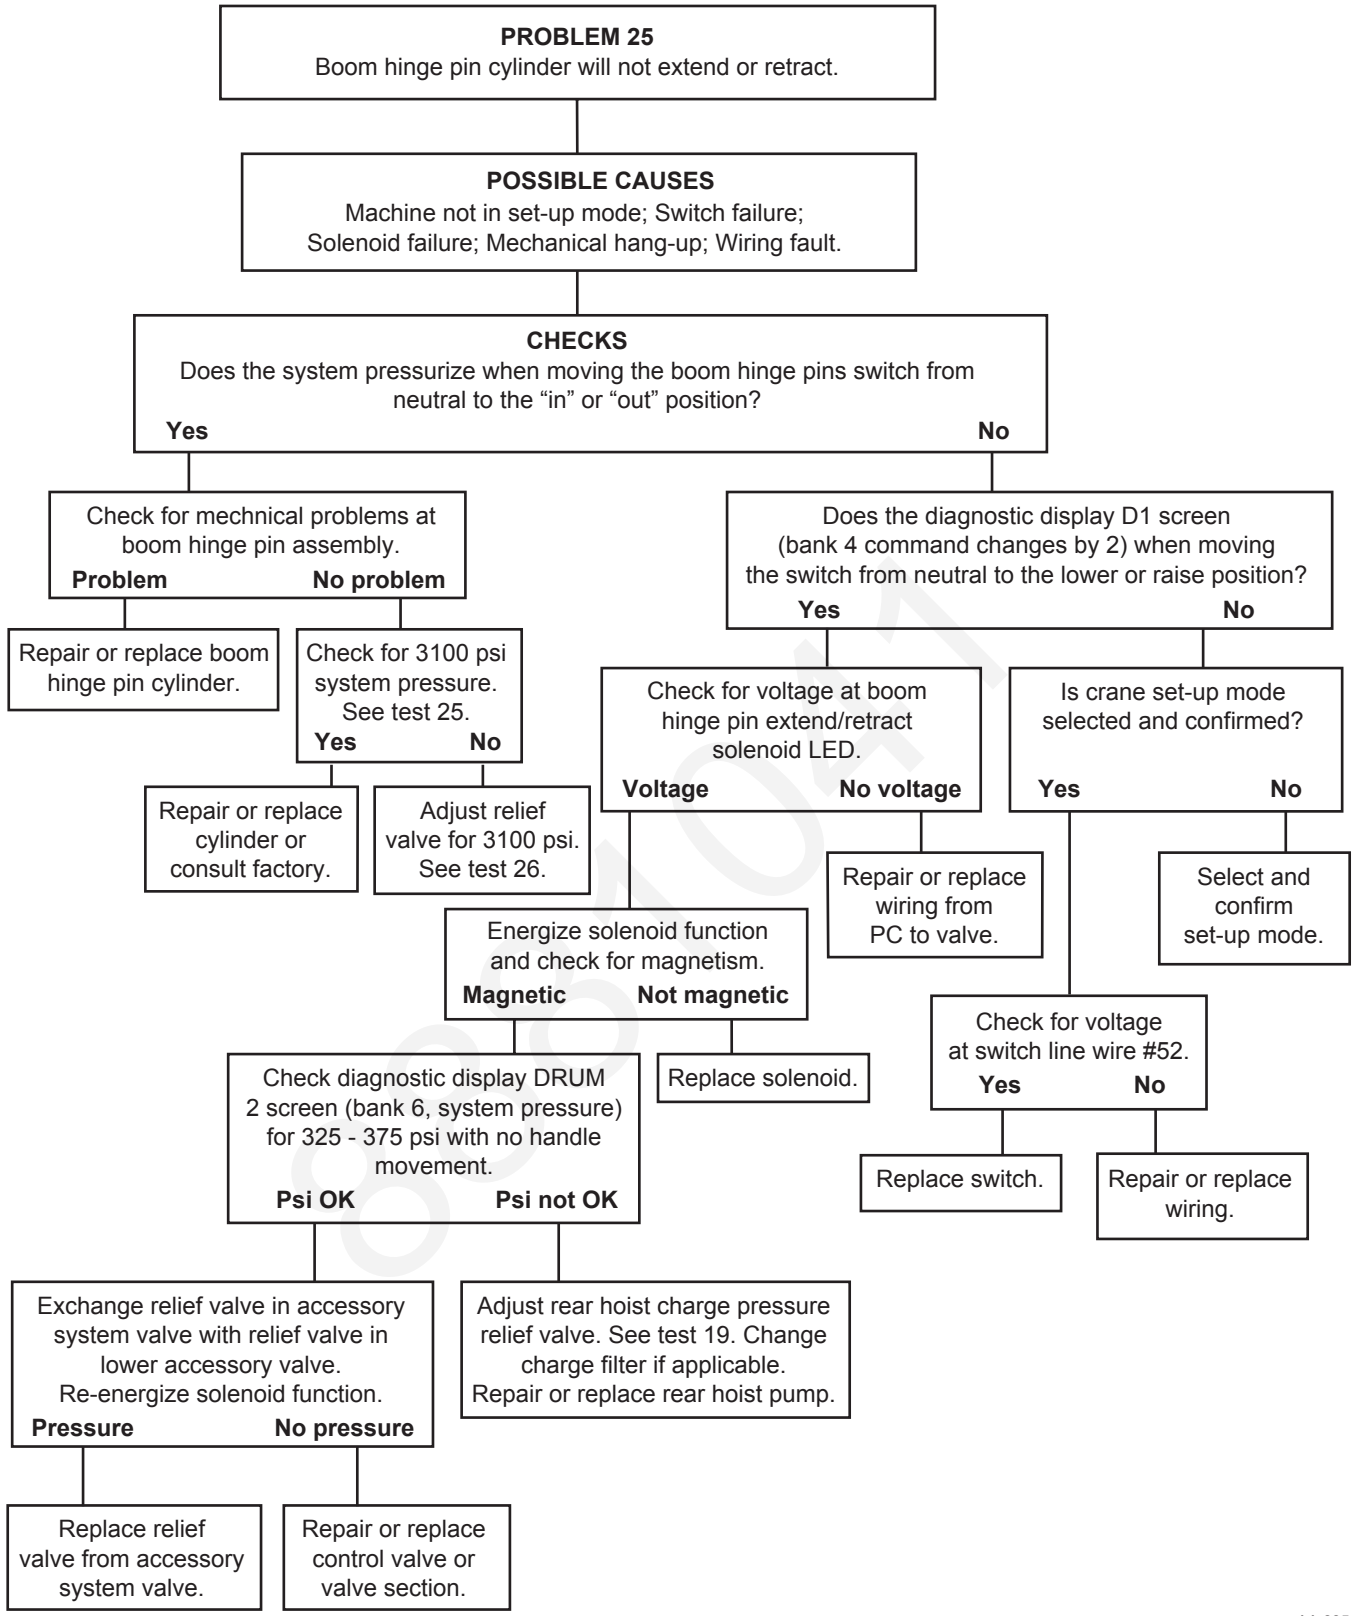 PROBLEM 25
Boom hinge pin cylinder will not extend or retract.
POSSIBLE CAUSES
Machine not in set-up mode; Switch failure;
Solenoid failure; Mechanical hang-up; Wiring fault.
CHECKS
Does the system pressurize when moving the boom hinge pins switch from
neutral to the “in” or “out” position?
Yes No
Check for mechnical problems at
boom hinge pin assembly.
Problem No problem
Repair or replace boom
hinge pin cylinder.
Check for 3100 psi
system pressure.
See test 25.
Yes No
Repair or replace
cylinder or
consult factory.
Adjust relief
valve for 3100 psi.
See test 26.
Does the diagnostic display D1 screen
(bank 4 command changes by 2) when moving
the switch from neutral to the lower or raise position?
Yes No
Check for voltage at boom
hinge pin extend/retract
solenoid LED.
Voltage No voltage
Is crane set-up mode
selected and confirmed?
Yes No
Repair or replace
wiring from
PC to valve.
Select and
confirm
set-up mode.
Energize solenoid function
and check for magnetism.
Magnetic Not magnetic
Check for voltage
at switch line wire #52.
Yes No
Replace switch.
Repair or replace
wiring.
Check diagnostic display DRUM
2 screen (bank 6, system pressure)
for 325 - 375 psi with no handle
movement.
Psi OK Psi not OK
Replace solenoid.
Exchange relief valve in accessory
system valve with relief valve in
lower accessory valve.
Re-energize solenoid function.
Pressure No pressure
Adjust rear hoist charge pressure
relief valve. See test 19. Change
charge filter if applicable.
Repair or replace rear hoist pump.
Replace relief
valve from accessory
system valve.
Repair or replace
control valve or
valve section.
8881041